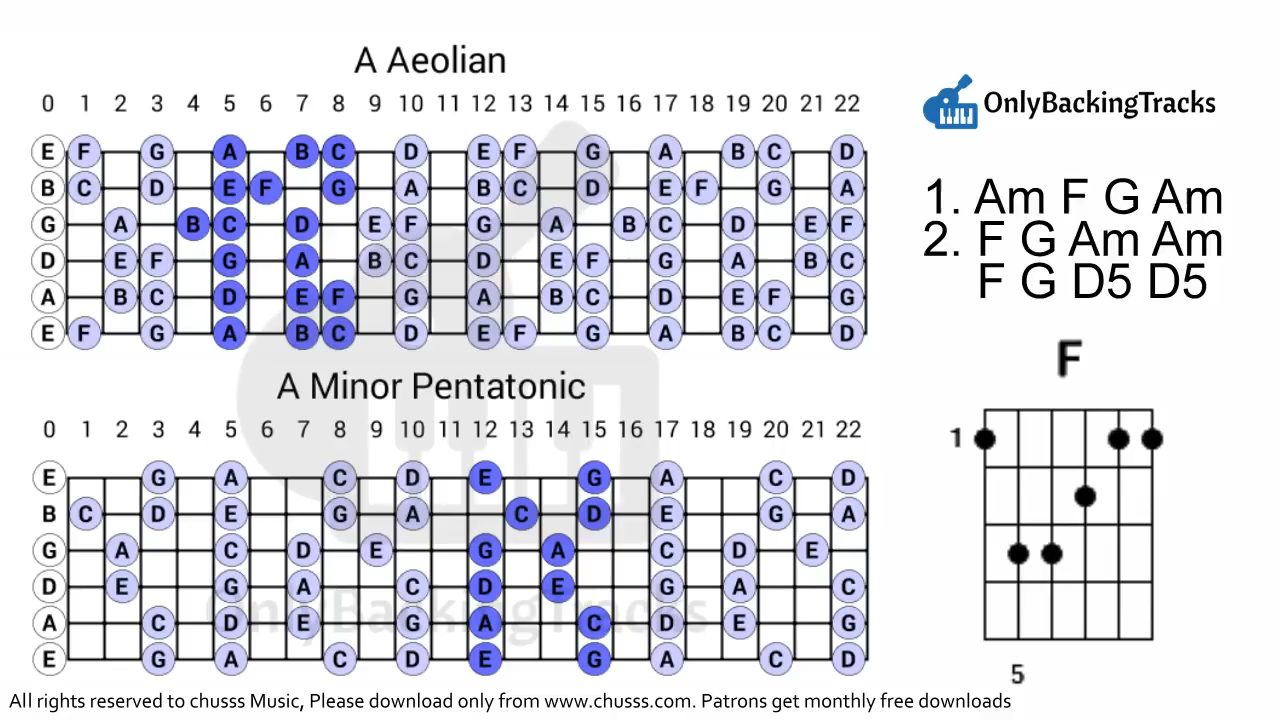 A Aeolian
0 1 2 3 4 5 6 7 8 9 10 11 12 13 14 15 16 17 18 19 20 21 22
E F G A B C D E F G A B C D
B C D E F G A B C D E F G A
G A B C D E F G A B C D E F
D E F G A B C D E F G A B C
A B C D E F G A B C D E F G
E F G A B C D E F G A B C D
A Minor Pentatonic
0 1 2 3 4 5 6 7 8 9 10 11 12 13 14 15 16 17 18 19 20 21 22
E G A C D E G A C D
B C D E G A C D E G A
G A C D E G A C D E
D E G A C D E G A C
A C D E G A C D E G
E G A C D E G A C D
OnlyBackingTracks
OnlyBackingTracks
1. Am F G Am
2. F G Am Am
F G D5 D5
F
1
5
All rights reserved to chusss Music, Please download only from www.chusss.com. Patrons get monthly free downloads